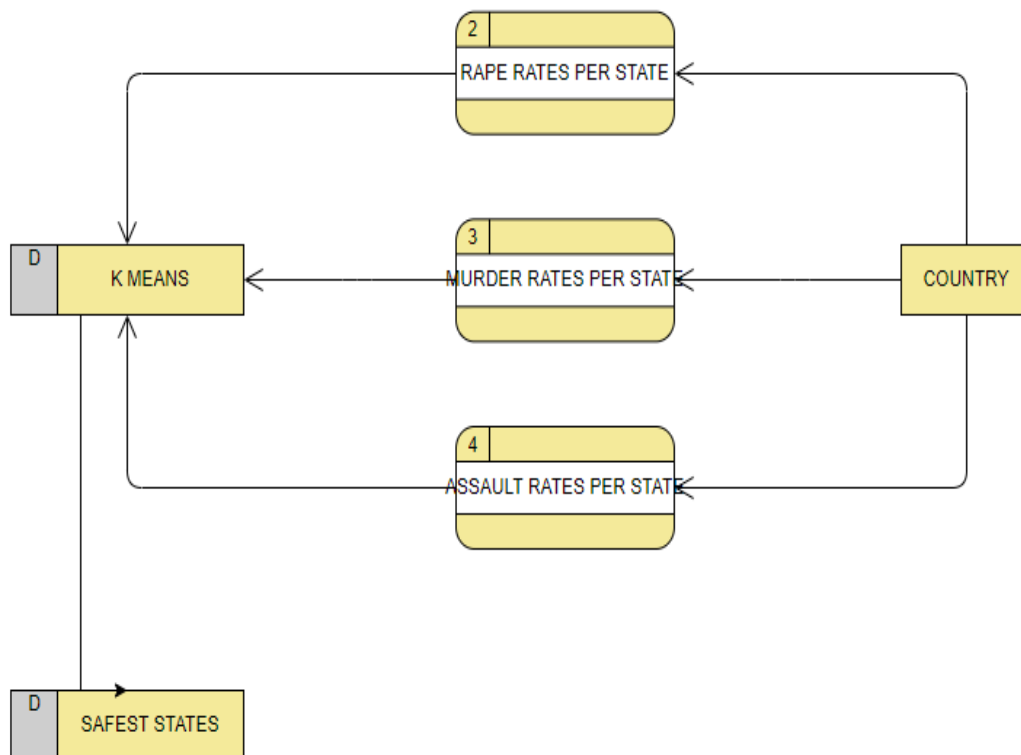 2
RAPE RATES PER STATE
3
D
K MEANS
MURDER RATES PER STATE
COUNTRY
4
ASSAULT RATES PER STATE
D
SAFEST STATES